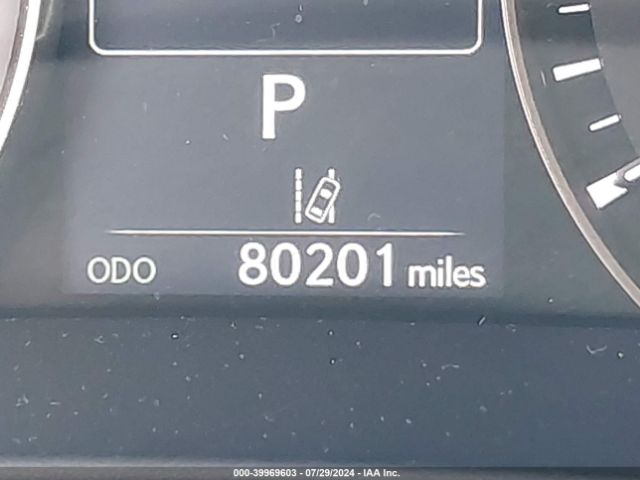 P
ODO 80201 miles
000-39969603 - 07/29/2024 - IAA Inc.